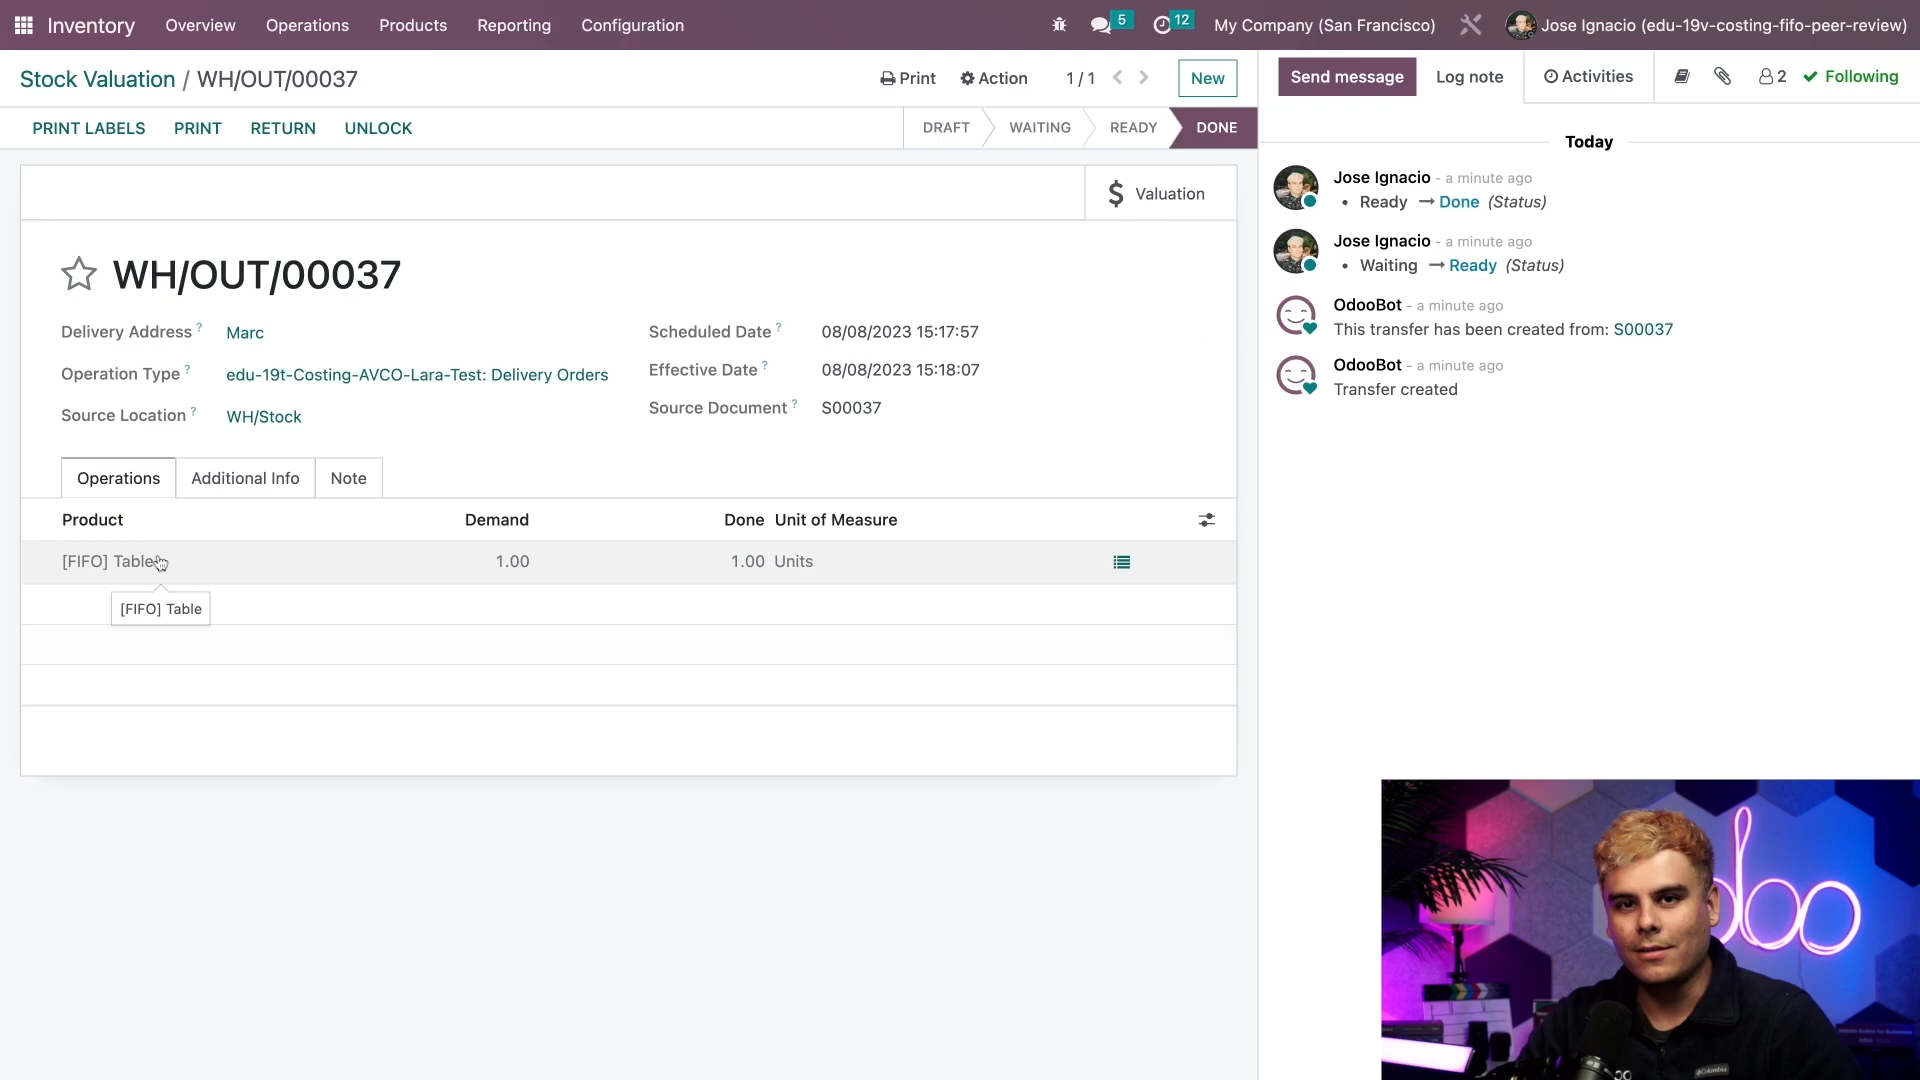 Inventory Overview Operations Products Reporting Configuration 5 12 My Company (San Francisco) Jose Ignacio (edu-19v-costing-fifo-peer-review)
Stock Valuation / WH/OUT/00037 Print Action 1 / 1 New
PRINT LABELS PRINT RETURN UNLOCK DRAFT WAITING READY DONE
$ Valuation
WH/OUT/00037
Delivery Address ? Marc Scheduled Date ? 08/08/2023 15:17:57
Operation Type ? edu-19t-Costing-AVCO-Lara-Test: Delivery Orders Effective Date ? 08/08/2023 15:18:07
Source Location ? WH/Stock Source Document ? S00037
Operations Additional Info Note
Product Demand Done Unit of Measure
[FIFO] Table 1.00 1.00 Units
[FIFO] Table
Send message Log note Activities 2 Following
Today
Jose Ignacio - a minute ago
• Ready → Done (Status)
Jose Ignacio - a minute ago
• Waiting → Ready (Status)
OdooBot - a minute ago
This transfer has been created from: S00037
OdooBot - a minute ago
Transfer created
Columbia